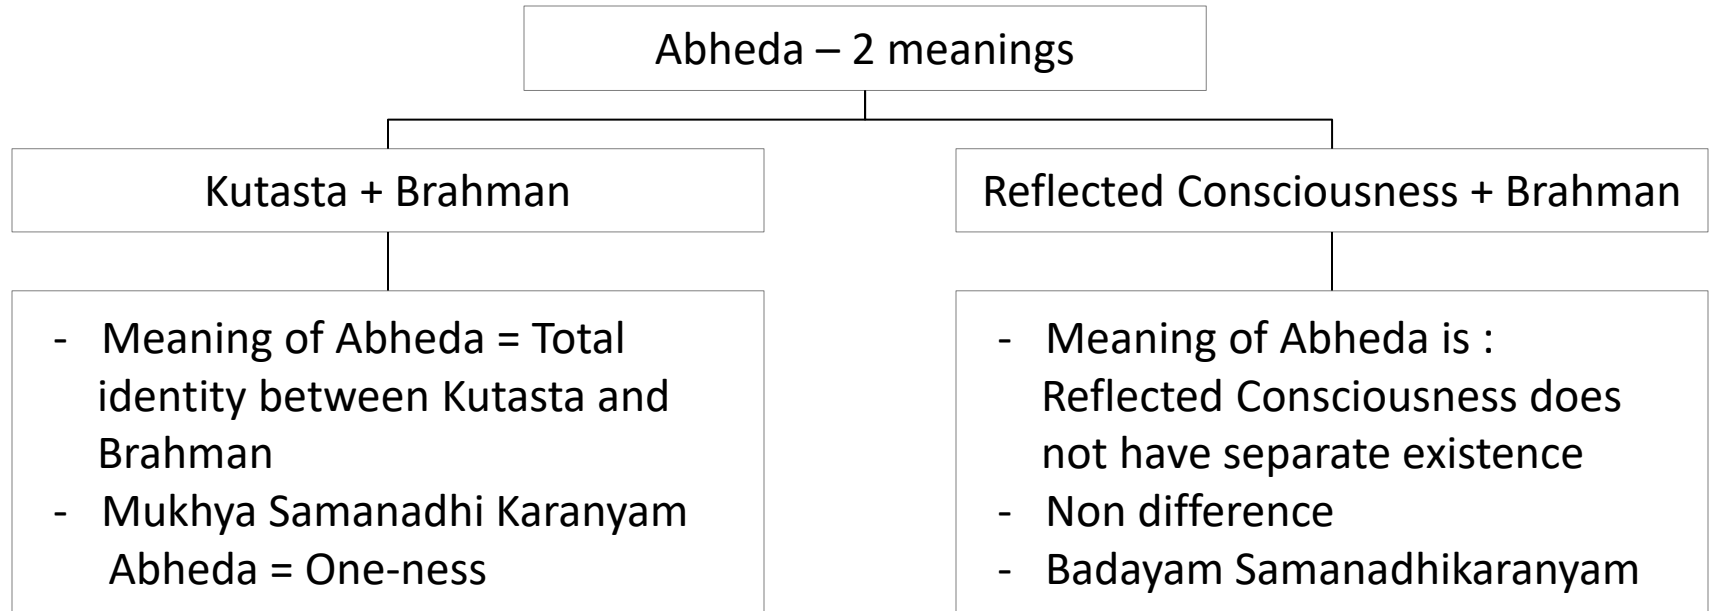 Abheda – 2 meanings
Kutasta + Brahman
Reflected Consciousness + Brahman
- Meaning of Abheda = Total
identity between Kutasta and
Brahman
- Mukhya Samanadhi Karanyam
Abheda = One-ness
- Meaning of Abheda is :
Reflected Consciousness does
not have separate existence
- Non difference
- Badayam Samanadhikaranyam